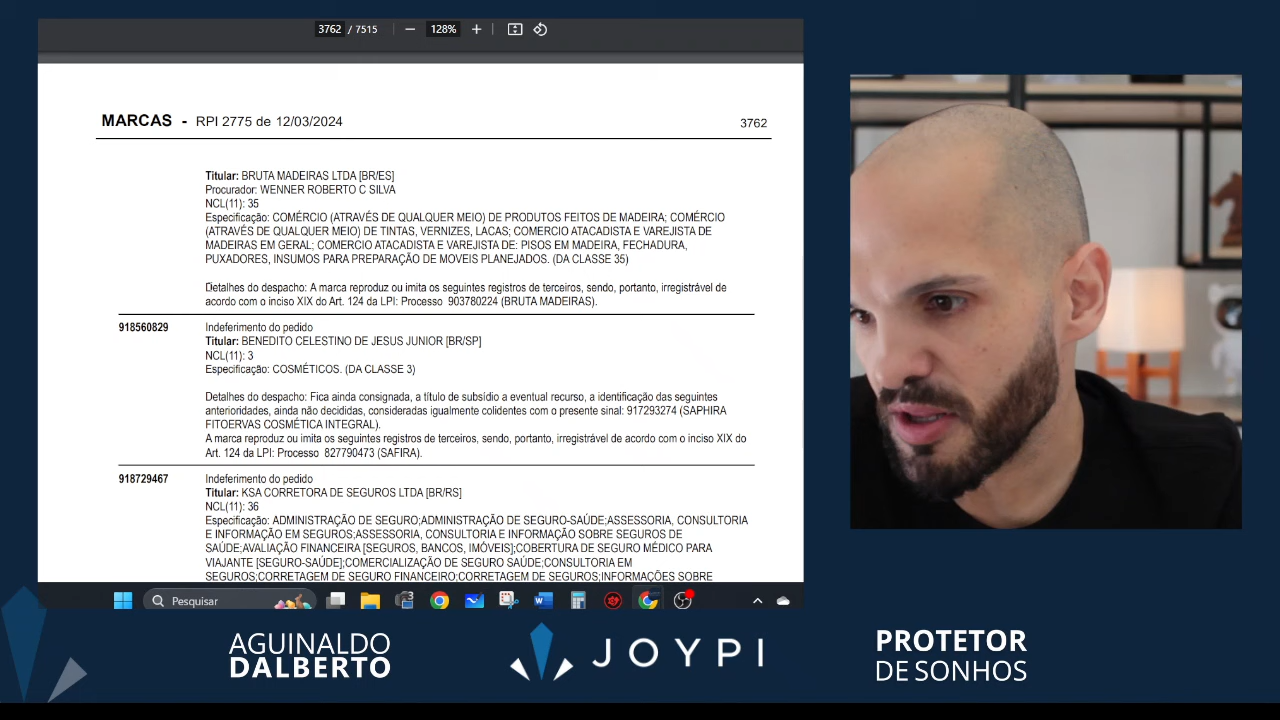 3762 / 7515
128%
MARCAS - RPI 2775 de 12/03/2024
3762
Titular: BRUTA MADEIRAS LTDA [BR/ES]
Procurador: WENNER ROBERTO C SILVA
NCL(11): 35
Especificação: COMÉRCIO (ATRAVÉS DE QUALQUER MEIO) DE PRODUTOS FEITOS DE MADEIRA; COMÉRCIO
(ATRAVÉS DE QUALQUER MEIO) DE TINTAS, VERNIZES, LACAS; COMERCIO ATACADISTA E VAREJISTA DE
MADEIRAS EM GERAL; COMERCIO ATACADISTA E VAREJISTA DE: PISOS EM MADEIRA, FECHADURA,
PUXADORES, INSUMOS PARA PREPARAÇÃO DE MOVEIS PLANEJADOS. (DA CLASSE 35)
Detalhes do despacho: A marca reproduz ou imita os seguintes registros de terceiros, sendo, portanto, irregistrável de
acordo com o inciso XIX do Art. 124 da LPI: Processo 903780224 (BRUTA MADEIRAS).
918560829 Indeferimento do pedido
Titular: BENEDITO CELESTINO DE JESUS JUNIOR [BR/SP]
NCL(11): 3
Especificação: COSMÉTICOS. (DA CLASSE 3)
Detalhes do despacho: Fica ainda consignada, a título de subsídio a eventual recurso, a identificação das seguintes
anterioridades, ainda não decididas, consideradas igualmente colidentes com o presente sinal: 917293274 (SAPHIRA
FITOERVAS COSMÉTICA INTEGRAL).
A marca reproduz ou imita os seguintes registros de terceiros, sendo, portanto, irregistrável de acordo com o inciso XIX do
Art. 124 da LPI: Processo 827790473 (SAFIRA).
918729467 Indeferimento do pedido
Titular: KSA CORRETORA DE SEGUROS LTDA [BR/RS]
NCL(11): 36
Especificação: ADMINISTRAÇÃO DE SEGURO;ADMINISTRAÇÃO DE SEGURO-SAÚDE;ASSESSORIA, CONSULTORIA
E INFORMAÇÃO EM SEGUROS;ASSESSORIA, CONSULTORIA E INFORMAÇÃO SOBRE SEGUROS DE
SAÚDE;AVALIAÇÃO FINANCEIRA [SEGUROS, BANCOS, IMÓVEIS];COBERTURA DE SEGURO MÉDICO PARA
VIAJANTE [SEGURO-SAÚDE];COMERCIALIZAÇÃO DE SEGURO SAÚDE;CONSULTORIA EM
SEGUROS;CORRETAGEM DE SEGURO FINANCEIRO;CORRETAGEM DE SEGUROS;INFORMAÇÕES SOBRE
Pesquisar
AGUINALDO
DALBERTO
JOYPI
PROTETOR
DE SONHOS